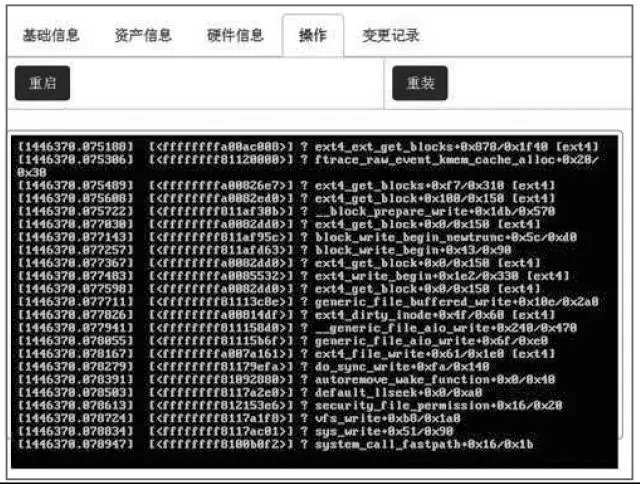 基础信息 资产信息 硬件信息 操作 变更记录
重启 重装
[1446370.075188] [<ffffffffa00ac008>] ? ext4_ext_get_blocks+0x878/0x1f40 [ext4]
[1446370.075306] [<ffffffff81120000>] ? ftrace_raw_event_kmem_cache_alloc+0x20/
0x30
[1446370.075489] [<ffffffffa00826e7>] ? ext4_get_blocks+0xf7/0x310 [ext4]
[1446370.075608] [<ffffffffa0082ed0>] ? ext4_get_block+0x100/0x150 [ext4]
[1446370.075722] [<ffffffff811af30b>] ? __block_prepare_write+0x1db/0x570
[1446370.077030] [<ffffffffa0082dd0>] ? ext4_get_block+0x0/0x150 [ext4]
[1446370.077143] [<ffffffff811af95c>] ? block_write_begin_newtrunc+0x5c/0xd0
[1446370.077257] [<ffffffff811afd63>] ? block_write_begin+0x43/0x90
[1446370.077367] [<ffffffffa0082dd0>] ? ext4_get_block+0x0/0x150 [ext4]
[1446370.077483] [<ffffffffa0085532>] ? ext4_write_begin+0x1e2/0x330 [ext4]
[1446370.077598] [<ffffffffa0082dd0>] ? ext4_get_block+0x0/0x150 [ext4]
[1446370.077711] [<ffffffff81113c8e>] ? generic_file_buffered_write+0x10e/0x2a0
[1446370.077826] [<ffffffffa00814df>] ? ext4_dirty_inode+0x4f/0x60 [ext4]
[1446370.077941] [<ffffffff811158d0>] ? __generic_file_aio_write+0x240/0x470
[1446370.078055] [<ffffffff81115b6f>] ? generic_file_aio_write+0x6f/0xe0
[1446370.078167] [<ffffffffa007a161>] ? ext4_file_write+0x61/0x1e0 [ext4]
[1446370.078279] [<ffffffff81179efa>] ? do_sync_write+0xfa/0x140
[1446370.078391] [<ffffffff81092880>] ? autoremove_wake_function+0x0/0x40
[1446370.078503] [<ffffffff8117a2e0>] ? default_llseek+0x0/0xa0
[1446370.078613] [<ffffffff812153e6>] ? security_file_permission+0x16/0x20
[1446370.078724] [<ffffffff8117a1f8>] ? vfs_write+0xb8/0x1a0
[1446370.078834] [<ffffffff8117ac01>] ? sys_write+0x51/0x90
[1446370.078947] [<ffffffff8100b0f2>] ? system_call_fastpath+0x16/0x1b